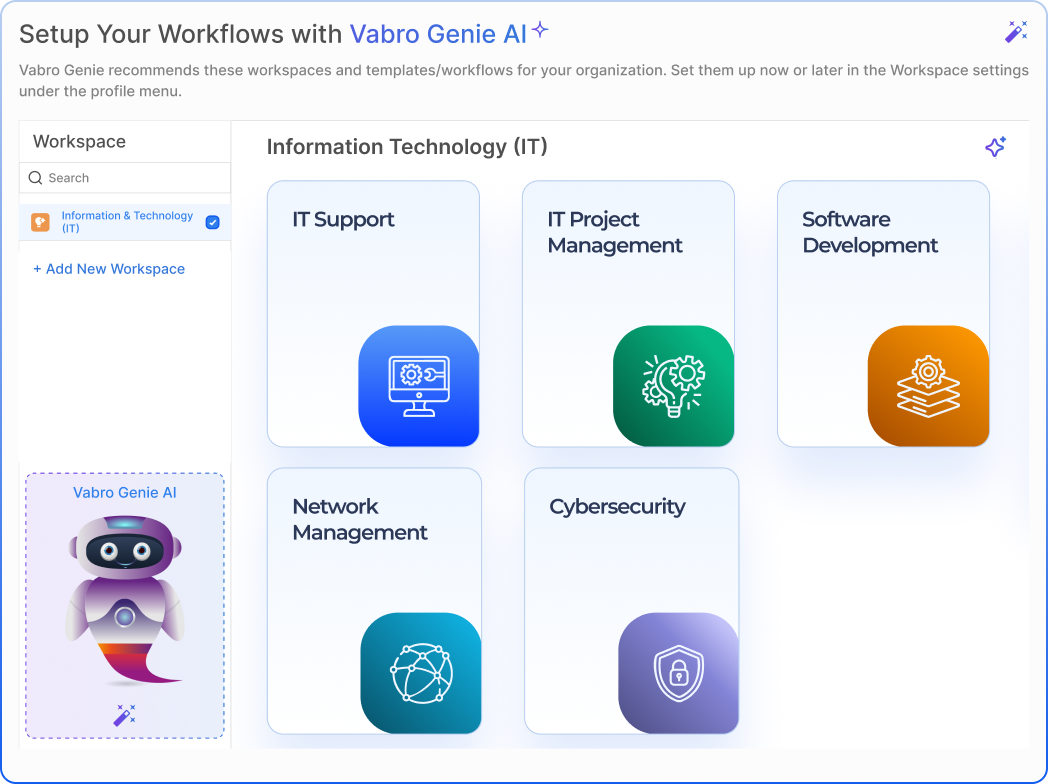 Setup Your Workflows with Vabro Genie AI
Vabro Genie recommends these workspaces and templates/workflows for your organization. Set them up now or later in the Workspace settings
under the profile menu.
Workspace
Search
Information & Technology
(IT)
+ Add New Workspace
Vabro Genie AI
Information Technology (IT)
IT Support
IT Project
Management
Software
Development
Network
Management
Cybersecurity